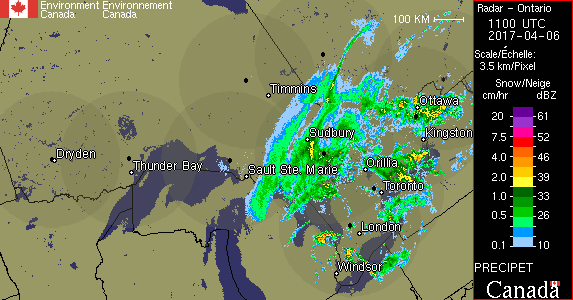 Environment Environnement
Canada Canada
100 KM
Timmins
Ottawa
Sudbury
Kingston
Dryden
Thunder Bay
Sault Ste. Marie
Orillia
Toronto
London
Windsor
Radar - Ontario
1100 UTC
2017-04-06
Scale/Échelle:
3.5 km/Pixel
Snow/Neige
cm/hr dBZ
20 61
7.5 52
4.0 46
2.0 39
1.0 33
0.5 26
0.1 10
PRECIPET
Canada